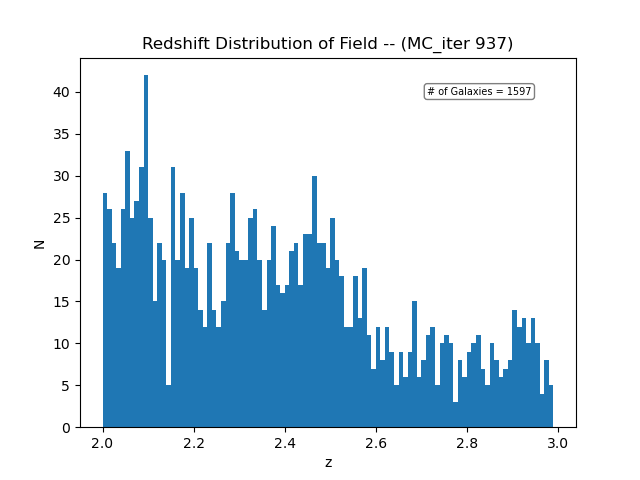 Redshift Distribution of Field -- (MC_iter 937)
# of Galaxies = 1597
N
40
35
30
25
20
15
10
5
0
2.0 2.2 2.4 2.6 2.8 3.0
z